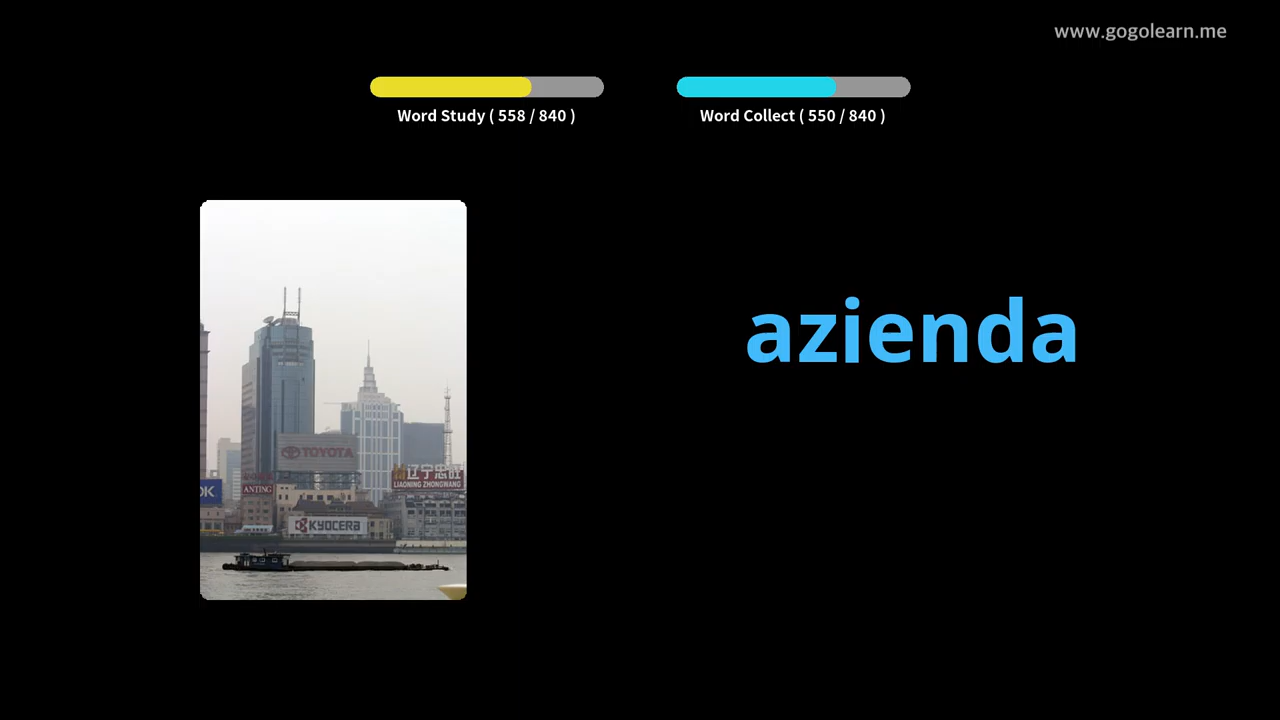 www.gogolearn.me
Word Study ( 558 / 840 )
Word Collect ( 550 / 840 )
azienda
TOYOTA
辽宁忠旺
LIAONING ZHONGWANG
OK
ANTING
KYOCERA